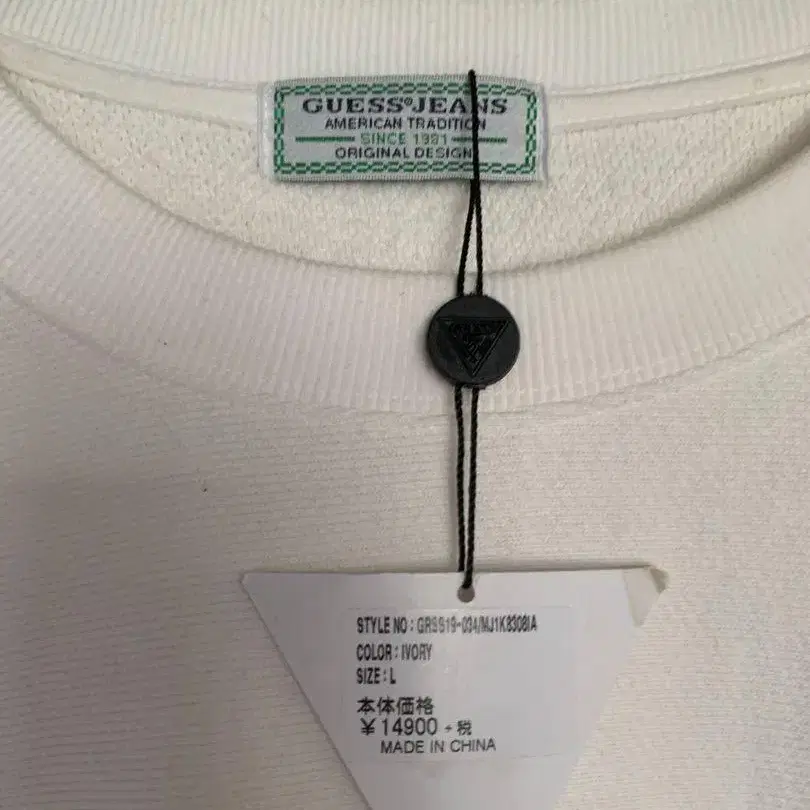 GUESS®JEANS
AMERICAN TRADITION
SINCE 1981
ORIGINAL DESIGN
STYLE NO : GRSS19-034/MJ1K8308IA
COLOR : IVORY
SIZE : L
本体価格
¥14900 + 税
MADE IN CHINA